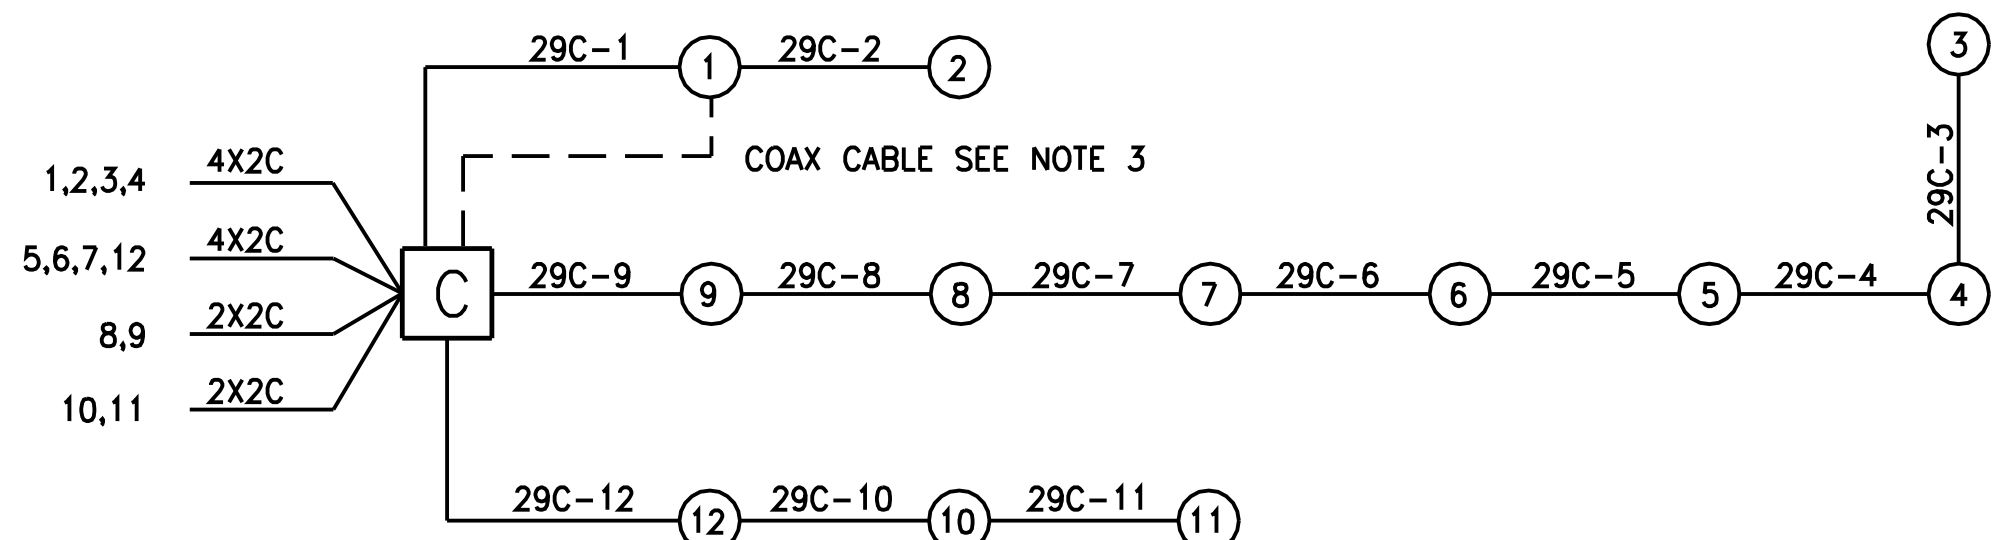 29C-1
1
29C-2
2
3
29C-3
COAX CABLE SEE NOTE 3
1,2,3,4
4X2C
5,6,7,12
4X2C
8,9
2X2C
10,11
2X2C
C
29C-9
9
29C-8
8
29C-7
7
29C-6
6
29C-5
5
29C-4
4
29C-12
12
29C-10
10
29C-11
11